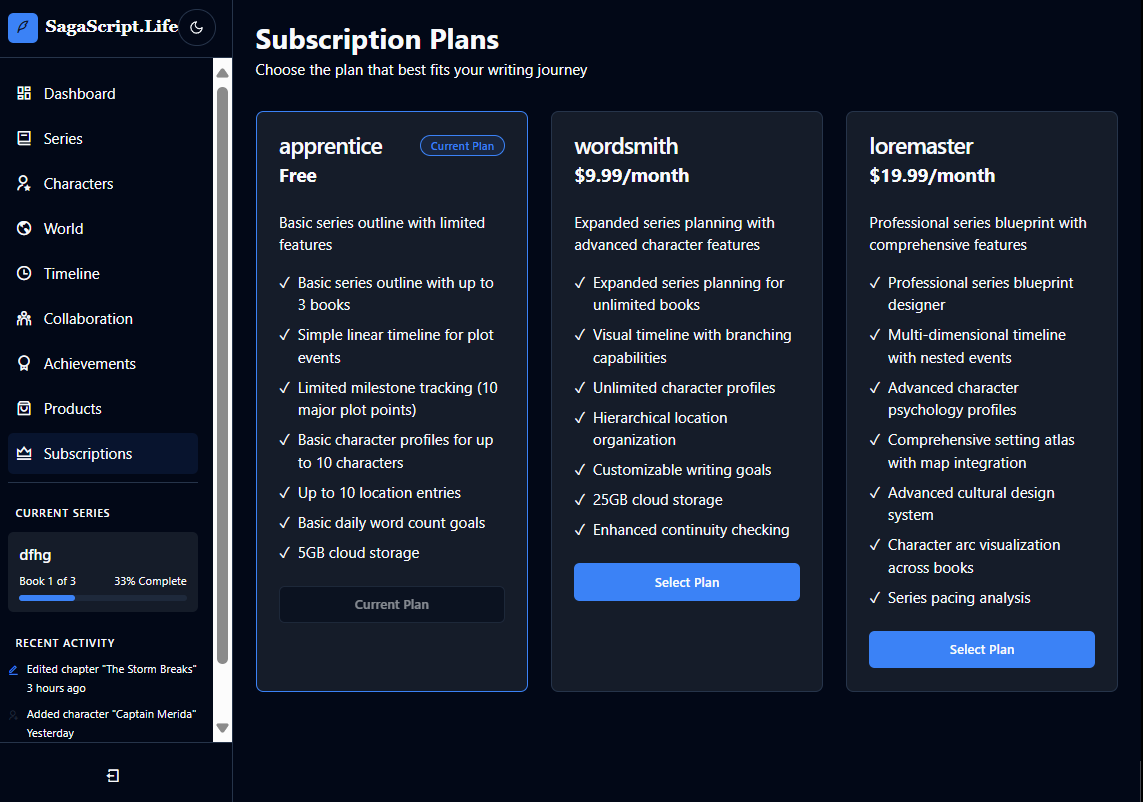 SagaScript.Life
Dashboard
Series
Characters
World
Timeline
Collaboration
Achievements
Products
Subscriptions
CURRENT SERIES
dfhg
Book 1 of 3 33% Complete
RECENT ACTIVITY
Edited chapter "The Storm Breaks"
3 hours ago
Added character "Captain Merida"
Yesterday
Subscription Plans
Choose the plan that best fits your writing journey
apprentice Current Plan
Free
Basic series outline with limited
features
✓ Basic series outline with up to
3 books
✓ Simple linear timeline for plot
events
✓ Limited milestone tracking (10
major plot points)
✓ Basic character profiles for up
to 10 characters
✓ Up to 10 location entries
✓ Basic daily word count goals
✓ 5GB cloud storage
Current Plan
wordsmith
$9.99/month
Expanded series planning with
advanced character features
✓ Expanded series planning for
unlimited books
✓ Visual timeline with branching
capabilities
✓ Unlimited character profiles
✓ Hierarchical location
organization
✓ Customizable writing goals
✓ 25GB cloud storage
✓ Enhanced continuity checking
Select Plan
loremaster
$19.99/month
Professional series blueprint with
comprehensive features
✓ Professional series blueprint
designer
✓ Multi-dimensional timeline
with nested events
✓ Advanced character
psychology profiles
✓ Comprehensive setting atlas
with map integration
✓ Advanced cultural design
system
✓ Character arc visualization
across books
✓ Series pacing analysis
Select Plan